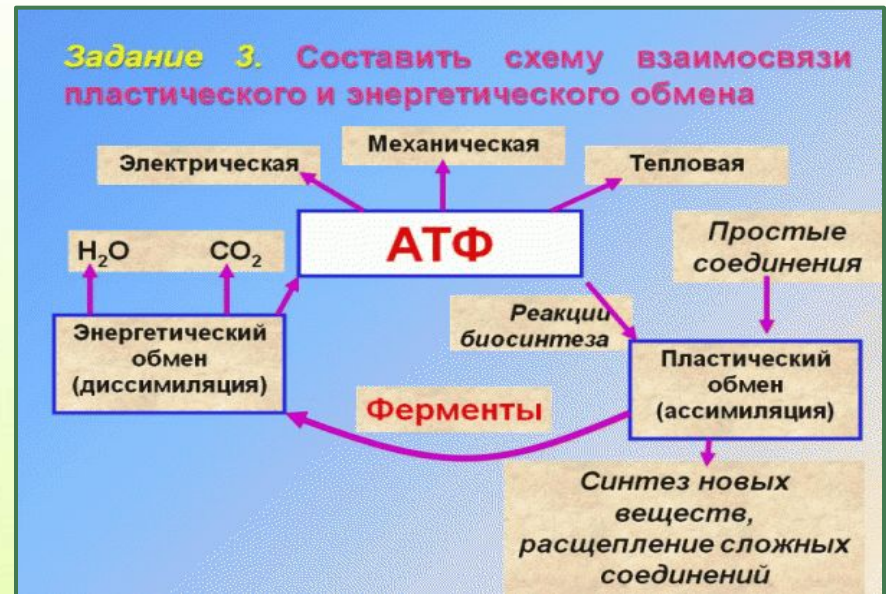 Задание 3. Составить схему взаимосвязи
пластического и энергетического обмена
Механическая
Электрическая
Тепловая
АТФ
Простые
соединения
H₂O CO₂
Реакции
биосинтеза
Энергетический
обмен
(диссимиляция)
Пластический
обмен
(ассимиляция)
Ферменты
Синтез новых
веществ,
расщепление сложных
соединений